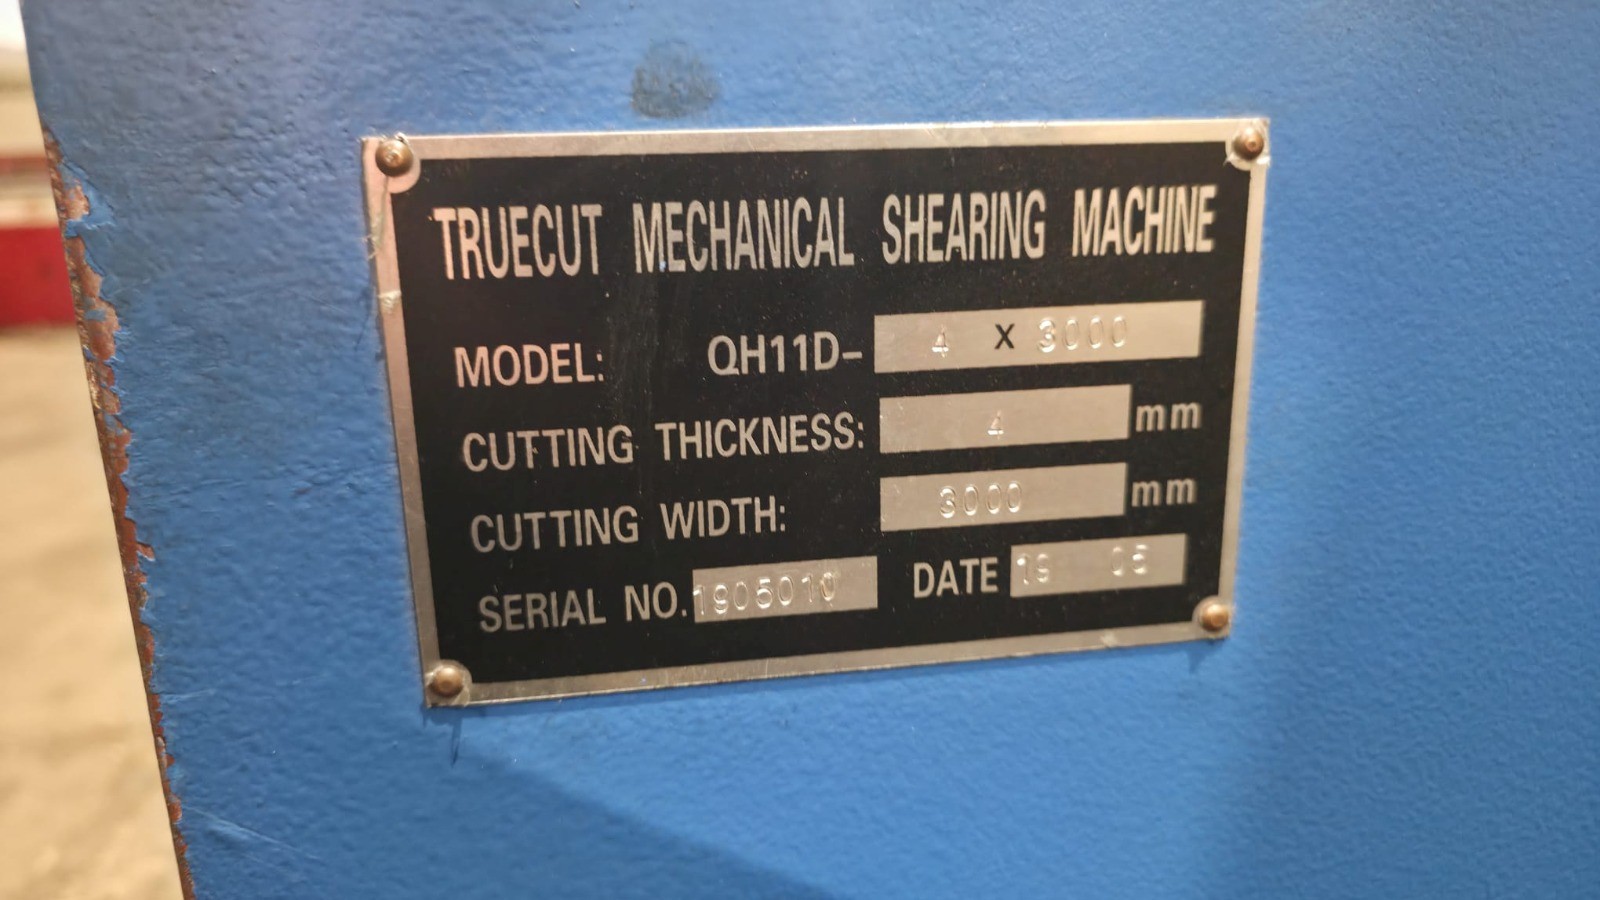 TRUECUT MECHANICAL SHEARING MACHINE
MODEL: QH11D- 4 X 3000
CUTTING THICKNESS: 4 mm
CUTTING WIDTH: 3000 mm
SERIAL NO. 1905010 DATE 19 05